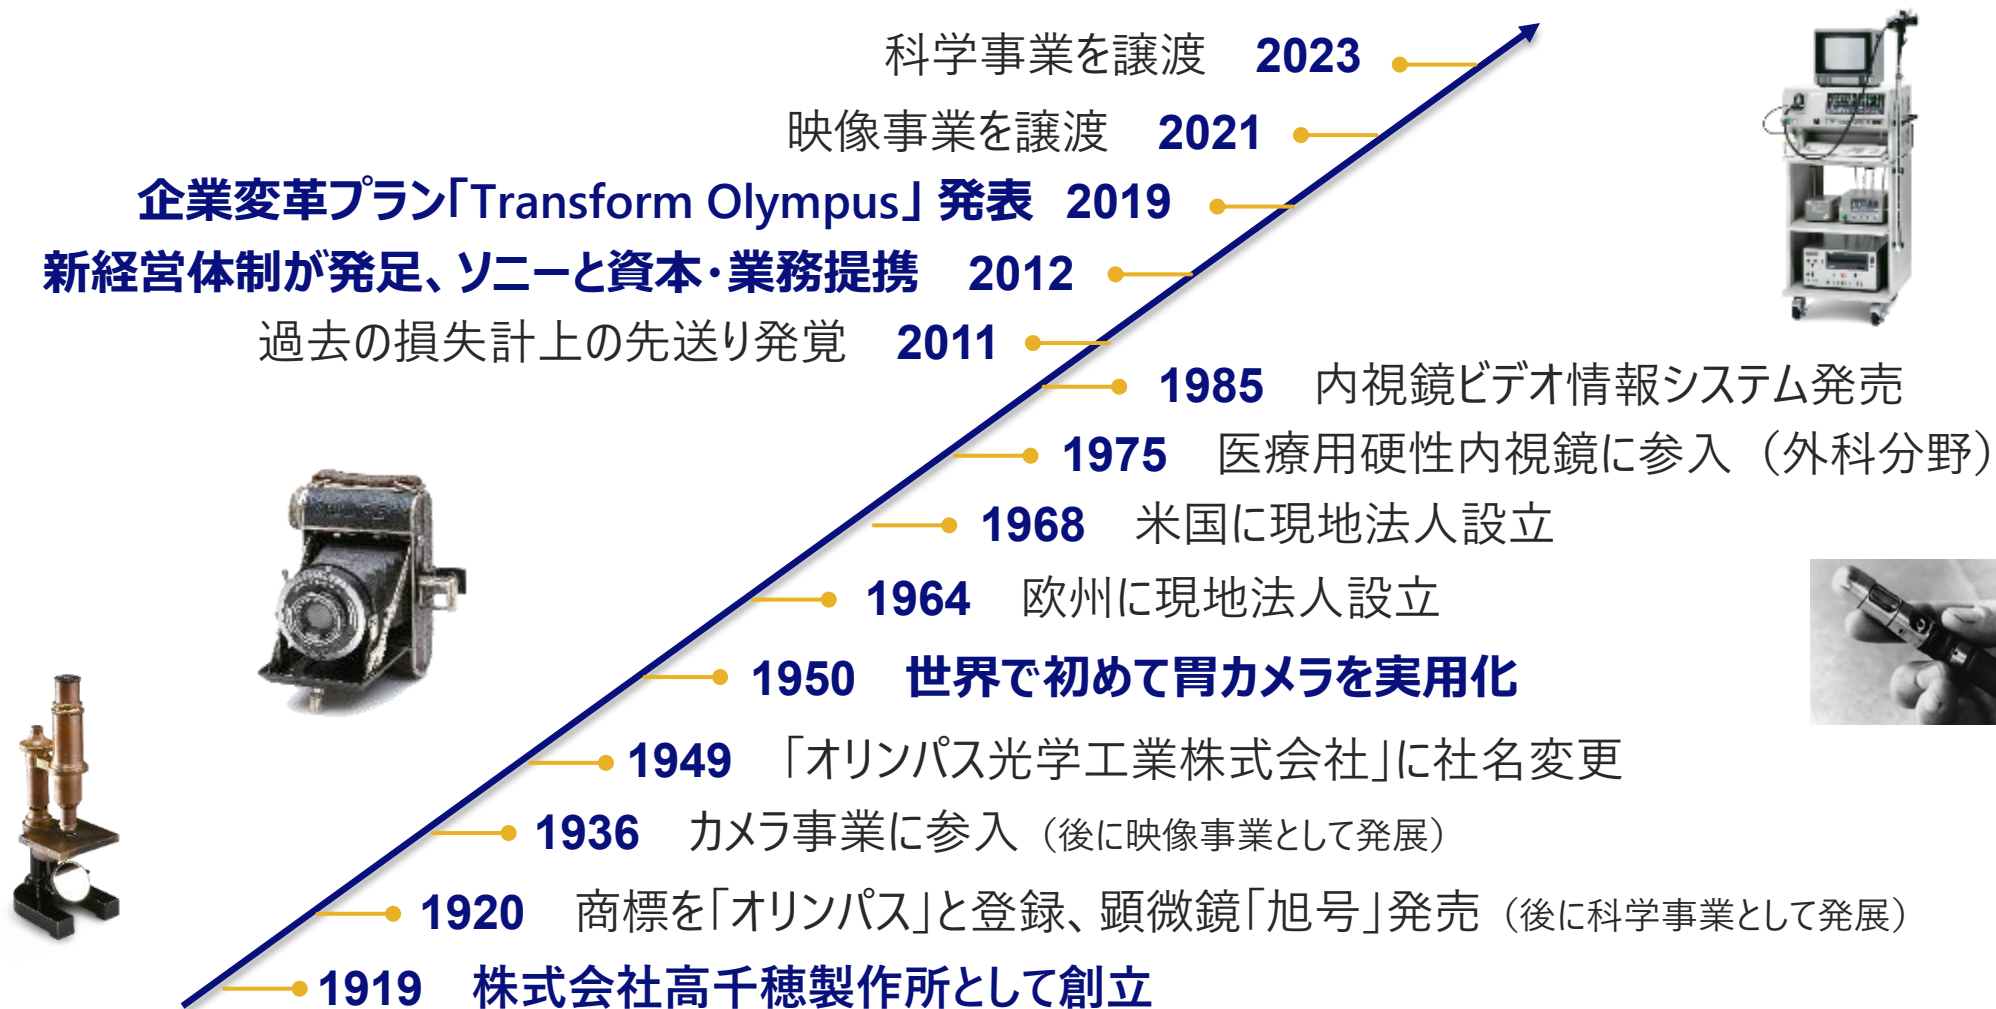 科学事業を譲渡 2023
映像事業を譲渡 2021
企業変革プラン「Transform Olympus」発表 2019
新経営体制が発足、ソニーと資本・業務提携 2012
過去の損失計上の先送り発覚 2011
1985 内視鏡ビデオ情報システム発売
1975 医療用硬性内視鏡に参入（外科分野）
1968 米国に現地法人設立
1964 欧州に現地法人設立
1950 世界で初めて胃カメラを実用化
1949 「オリンパス光学工業株式会社」に社名変更
1936 カメラ事業に参入（後に映像事業として発展）
1920 商標を「オリンパス」と登録、顕微鏡「旭号」発売（後に科学事業として発展）
1919 株式会社高千穂製作所として創立